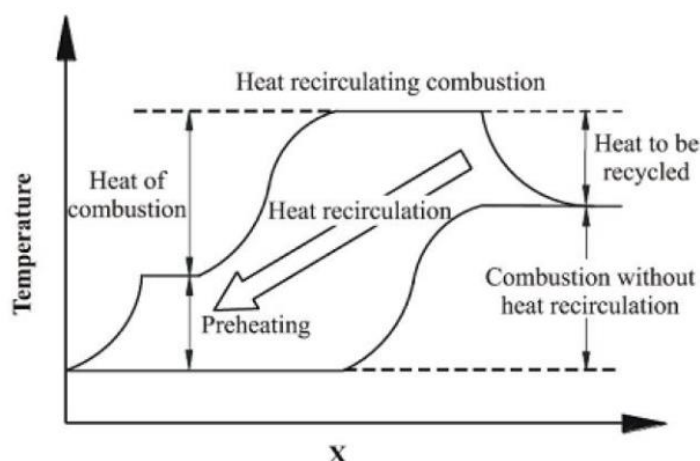 Heat recirculating combustion
Heat of
combustion
Heat to be
recycled
Heat recirculation
Combustion without
heat recirculation
Preheating
Temperature
X